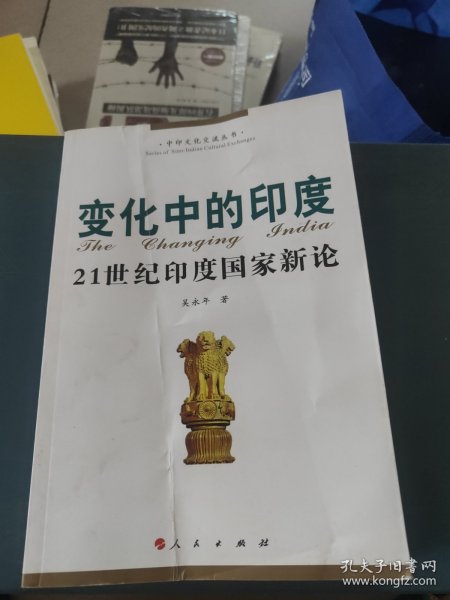 ·中印文化交流丛书·
Series of Sino-Indian Cultural Exchanges
变化中的印度
The Changing India
21世纪印度国家新论
吴永年 著
人民出版社
孔夫子旧书网
www.kongfz.com